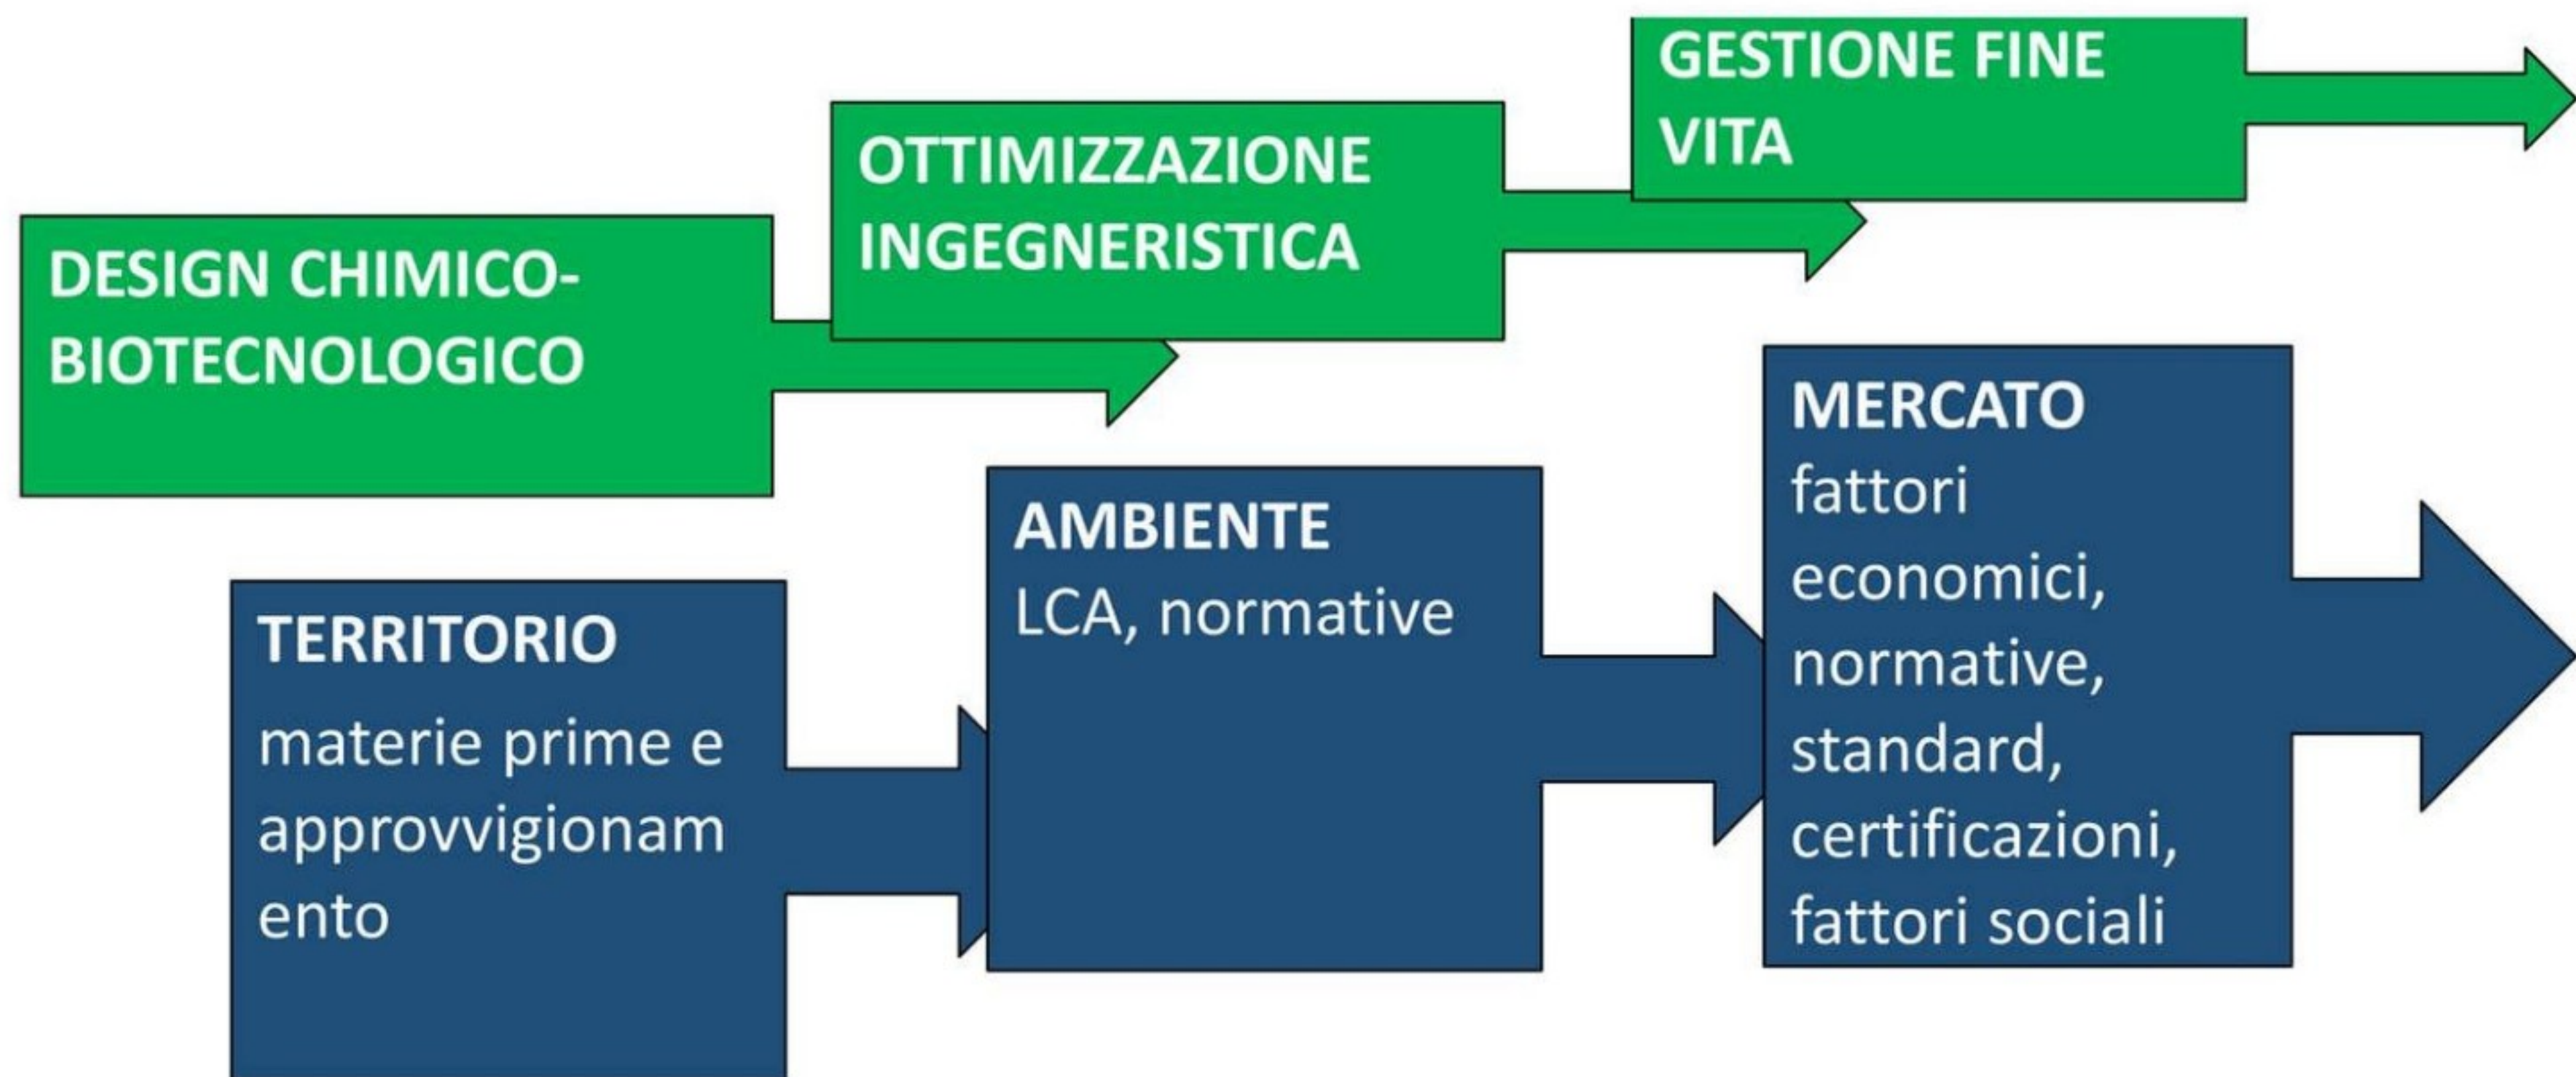 DESIGN CHIMICO-
BIOTECNOLOGICO
OTTIMIZZAZIONE
INGEGNERISTICA
GESTIONE FINE
VITA
TERRITORIO
materie prime e
approvvigionam
ento
AMBIENTE
LCA, normative
MERCATO
fattori
economici,
normative,
standard,
certificazioni,
fattori sociali